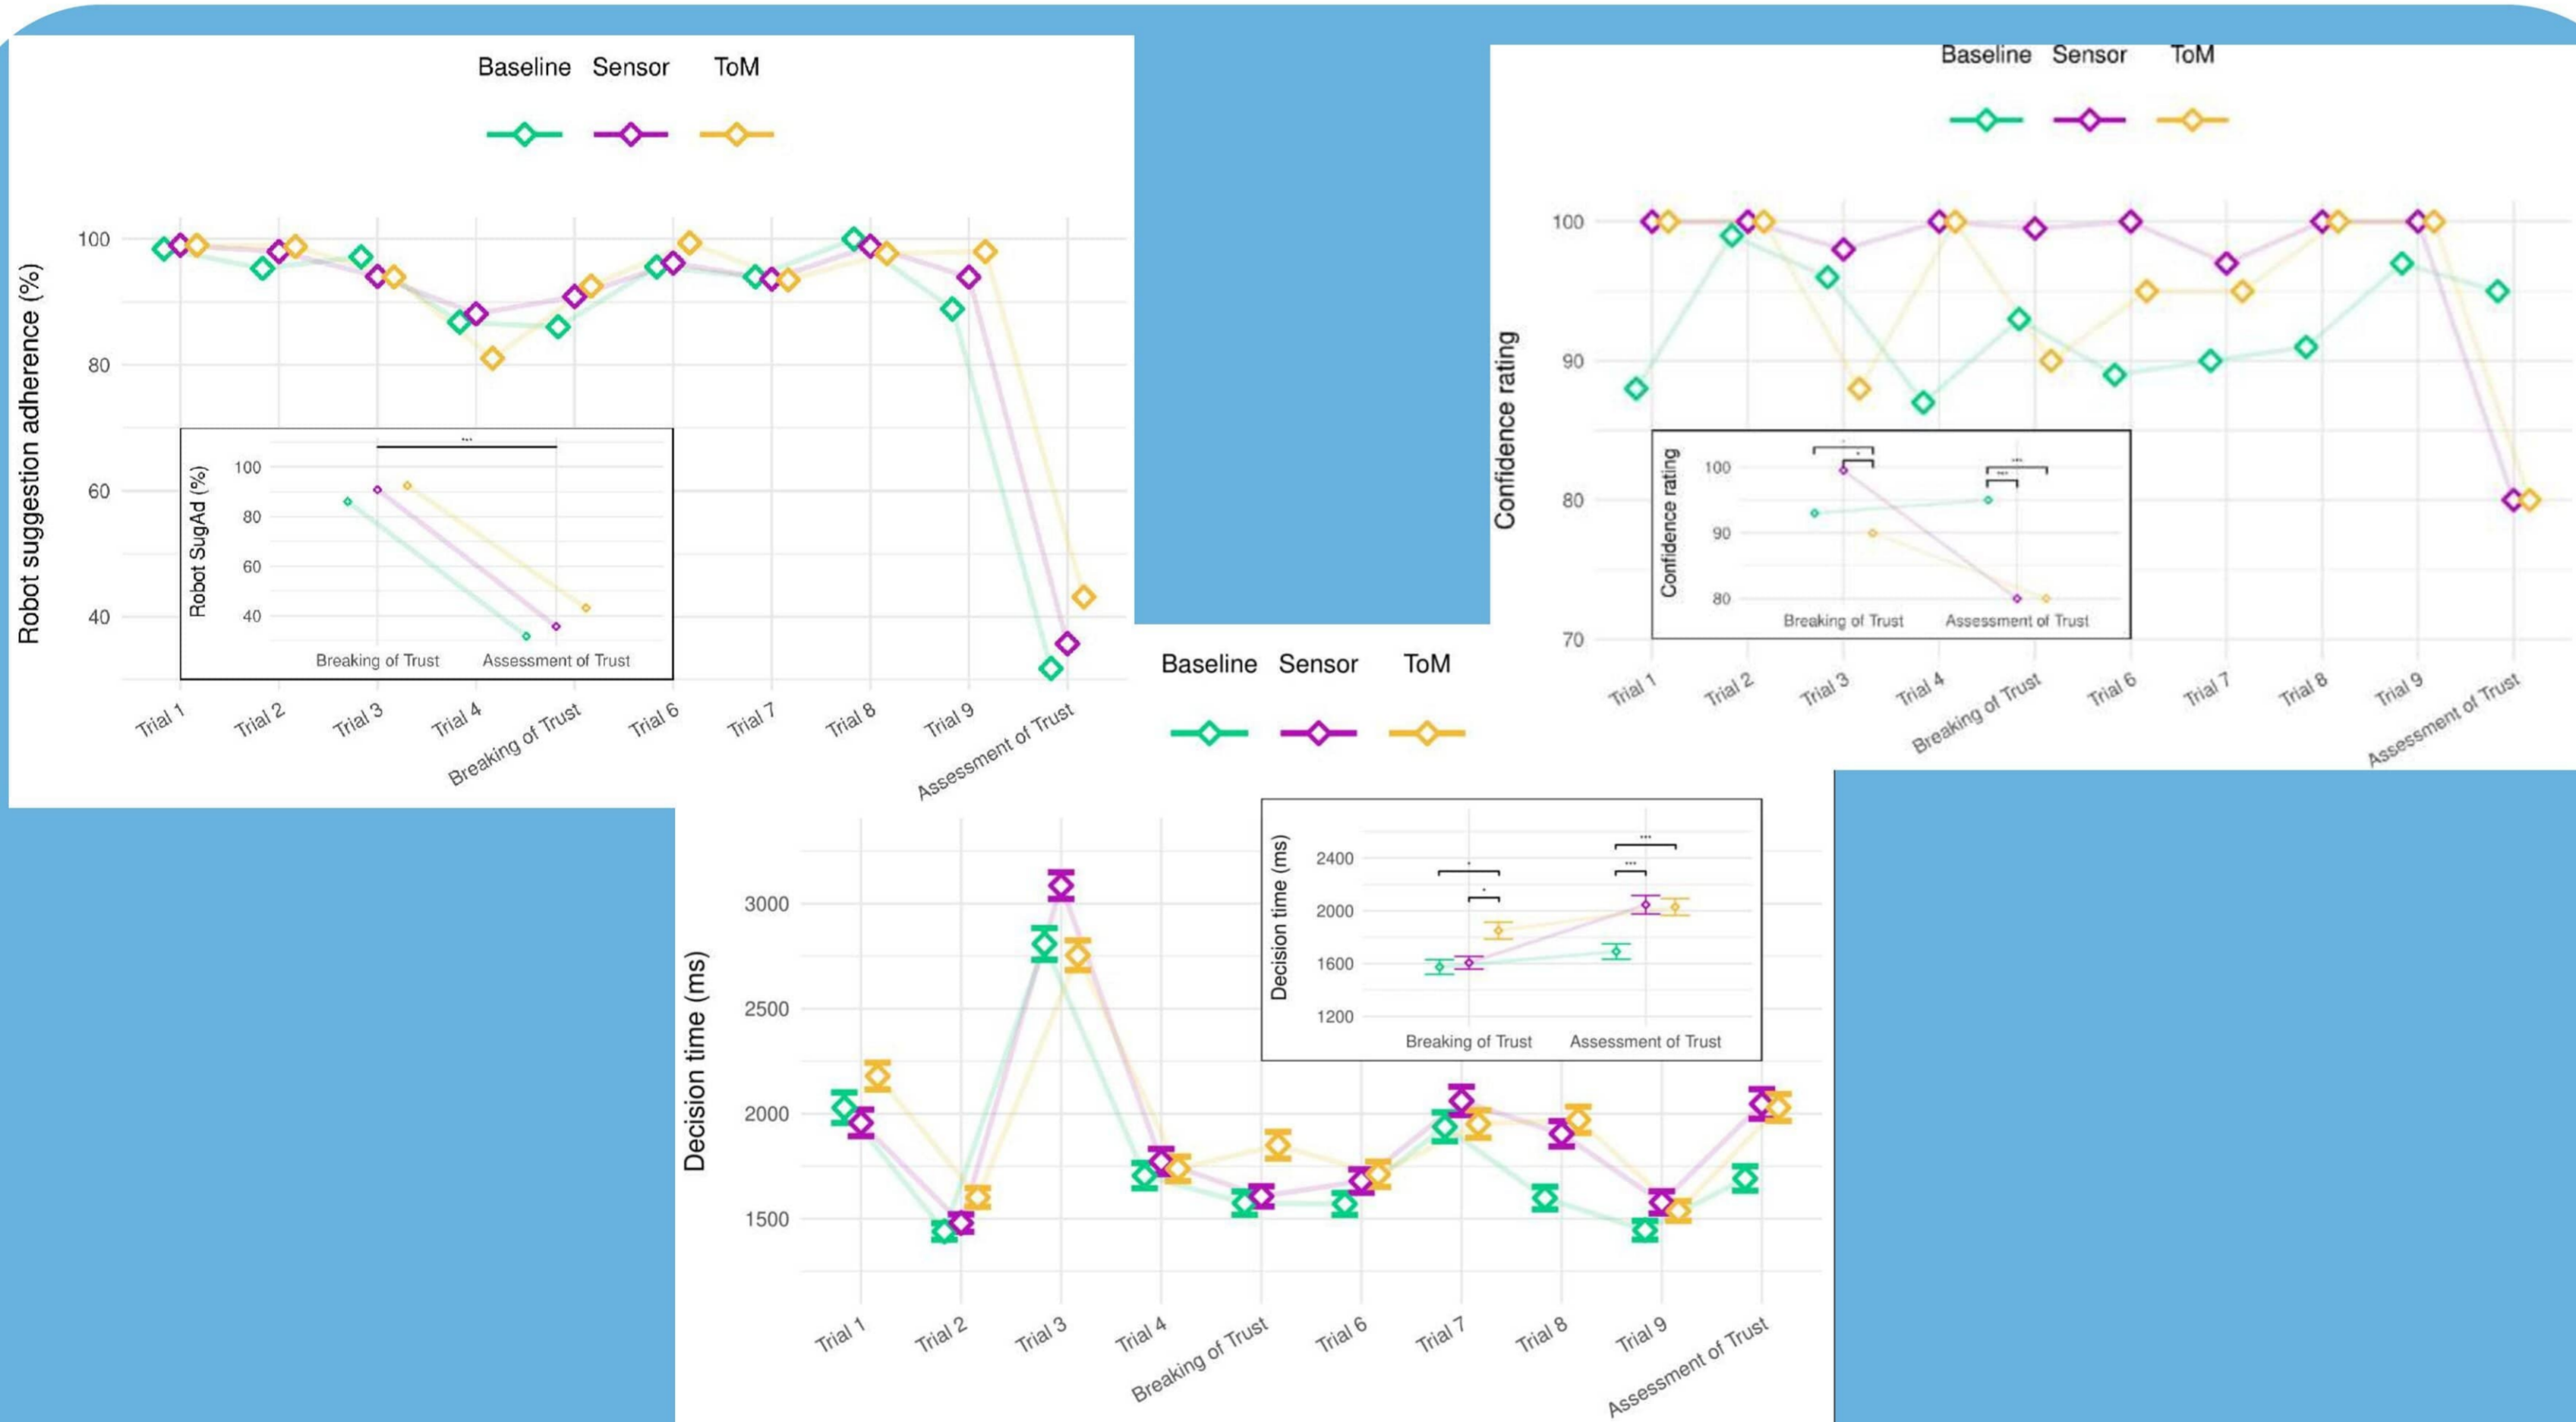 Baseline Sensor ToM
Robot suggestion adherence (%)
100
80
60
40
Robot SugAd (%)
***
100
80
60
40
Breaking of Trust Assessment of Trust
Trial 1 Trial 2 Trial 3 Trial 4 Breaking of Trust Trial 6 Trial 7 Trial 8 Trial 9 Assessment of Trust
Baseline Sensor ToM
Confidence rating
100
90
80
70
Confidence rating
* * *** ***
100
90
80
Breaking of Trust Assessment of Trust
Trial 1 Trial 2 Trial 3 Trial 4 Breaking of Trust Trial 6 Trial 7 Trial 8 Trial 9 Assessment of Trust
Baseline Sensor ToM
Decision time (ms)
3000
2500
2000
1500
Decision time (ms)
* * *** ***
2400
2000
1600
1200
Breaking of Trust Assessment of Trust
Trial 1 Trial 2 Trial 3 Trial 4 Breaking of Trust Trial 6 Trial 7 Trial 8 Trial 9 Assessment of Trust